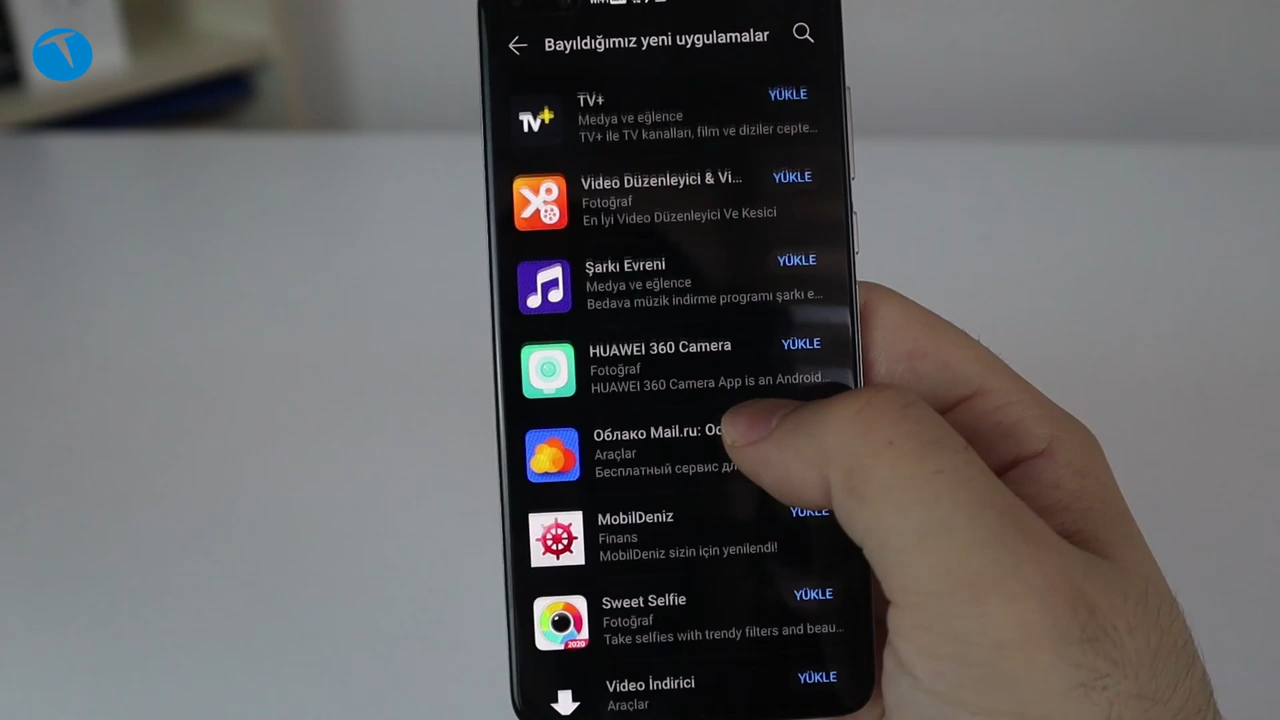 Bayıldığımız yeni uygulamalar
TV+
TV+
YÜKLE
Medya ve eğlence
TV+ ile TV kanalları, film ve diziler cepte...
Video Düzenleyici & Vi...
YÜKLE
Fotoğraf
En İyi Video Düzenleyici Ve Kesici
Şarkı Evreni
YÜKLE
Medya ve eğlence
Bedava müzik indirme programı şarkı e...
HUAWEI 360 Camera
YÜKLE
Fotoğraf
HUAWEI 360 Camera App is an Android...
Облако Mail.ru:
Araçlar
Бесплатный сервис
MobilDeniz
YÜKLE
Finans
MobilDeniz sizin için yenilendi!
Sweet Selfie
YÜKLE
Fotoğraf
Take selfies with trendy filters and beau...
2020
Video İndirici
YÜKLE
Araçlar